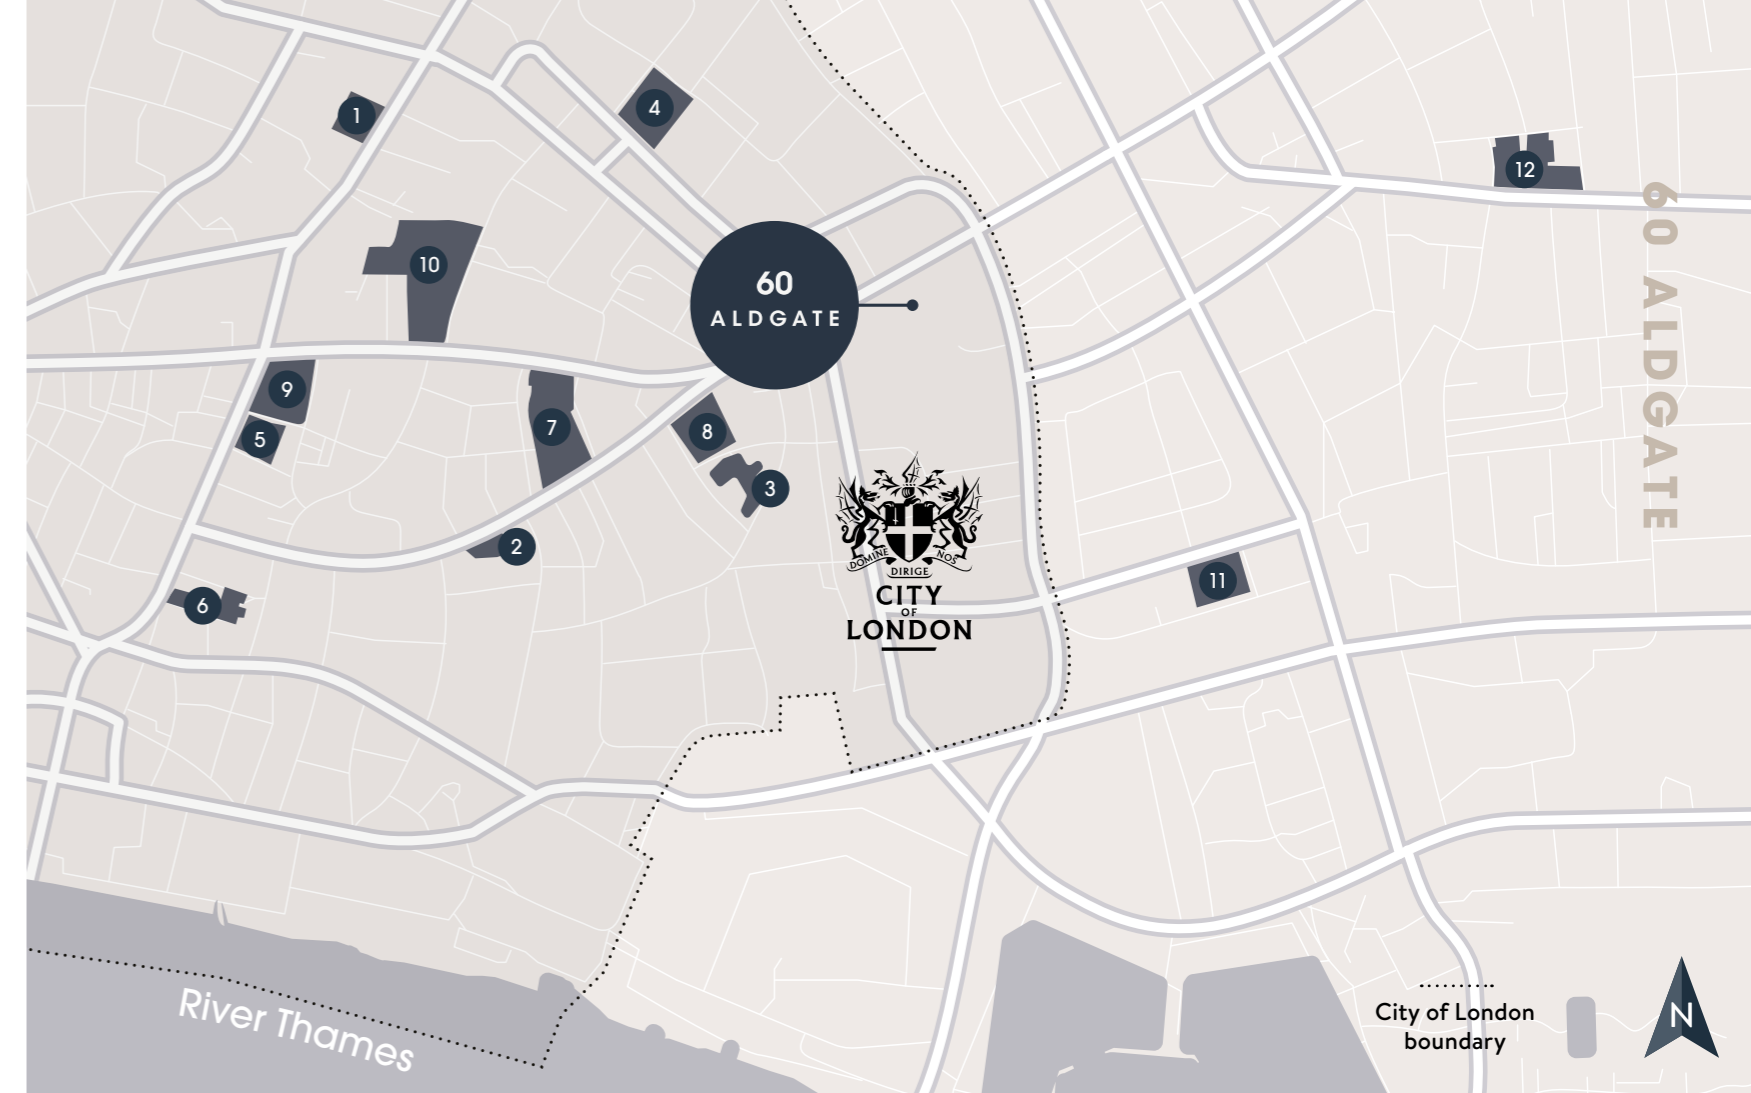 1
4
12
10
60
ALDGATE
60 ALDGATE
9
5
7
8
3
2
6
11
DOMINE
DIRIGE
NOS
CITY
OF
LONDON
River Thames
City of London
boundary
N